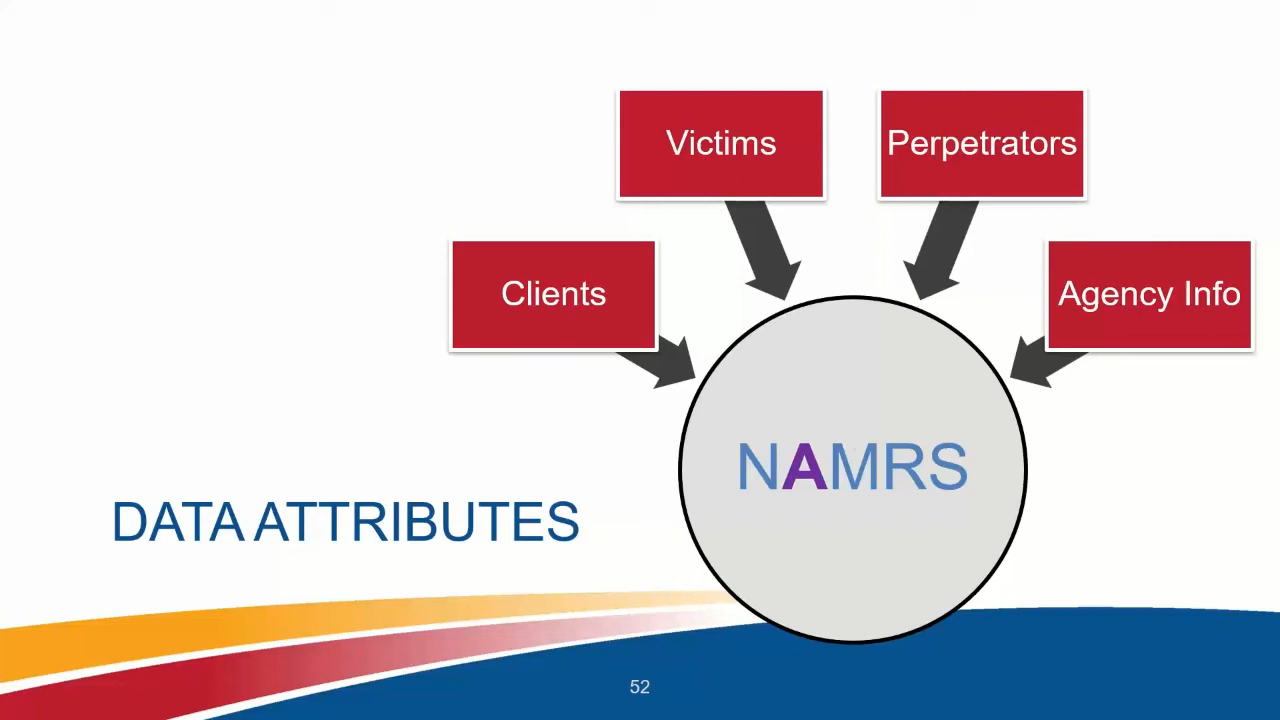 Victims
Perpetrators
Clients
Agency Info
NAMRS
DATA ATTRIBUTES
52